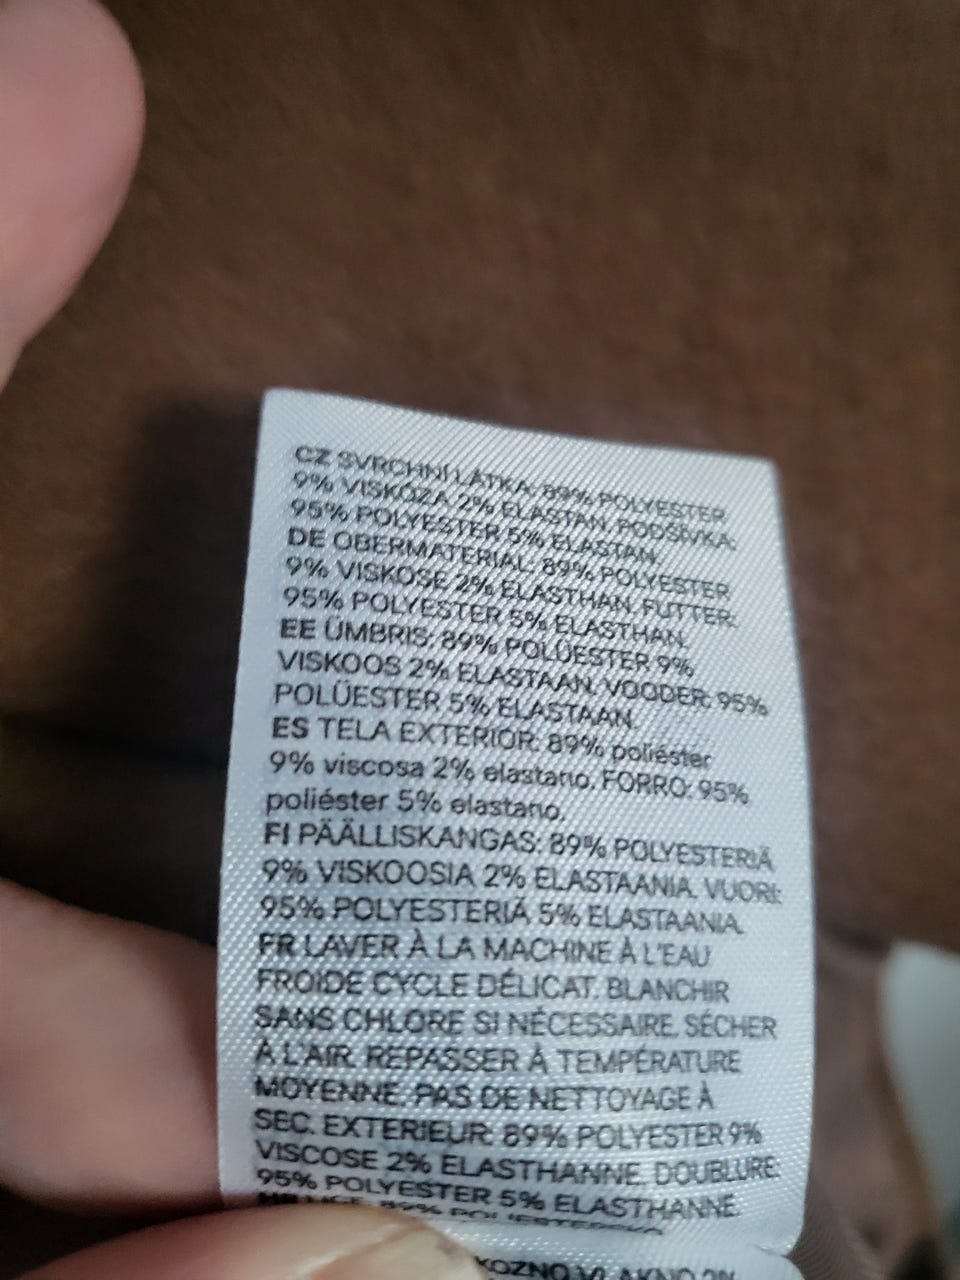 CZ SVRCHNÍ LÁTKA: 89% POLYESTER
9% VISKÓZA 2% ELASTAN. PODŠÍVKA:
95% POLYESTER 5% ELASTAN.
DE OBERMATERIAL: 89% POLYESTER
9% VISKOSE 2% ELASTHAN. FUTTER:
95% POLYESTER 5% ELASTHAN.
EE ÜMBRIS: 89% POLÜESTER 9%
VISKOOS 2% ELASTAAN. VOODER: 95%
POLÜESTER 5% ELASTAAN.
ES TELA EXTERIOR: 89% poliéster
9% viscosa 2% elastano. FORRO: 95%
poliéster 5% elastano.
FI PÄÄLLISKANGAS: 89% POLYESTERIÄ
9% VISKOOSIA 2% ELASTAANIA. VUORI:
95% POLYESTERIÄ 5% ELASTAANIA.
FR LAVER À LA MACHINE À L'EAU
FROIDE CYCLE DÉLICAT. BLANCHIR
SANS CHLORE SI NÉCESSAIRE. SÉCHER
À L'AIR. REPASSER À TEMPÉRATURE
MOYENNE. PAS DE NETTOYAGE À
SEC. EXTERIEUR: 89% POLYESTER 9%
VISCOSE 2% ELASTHANNE. DOUBLURE:
95% POLYESTER 5% ELASTHANNE.